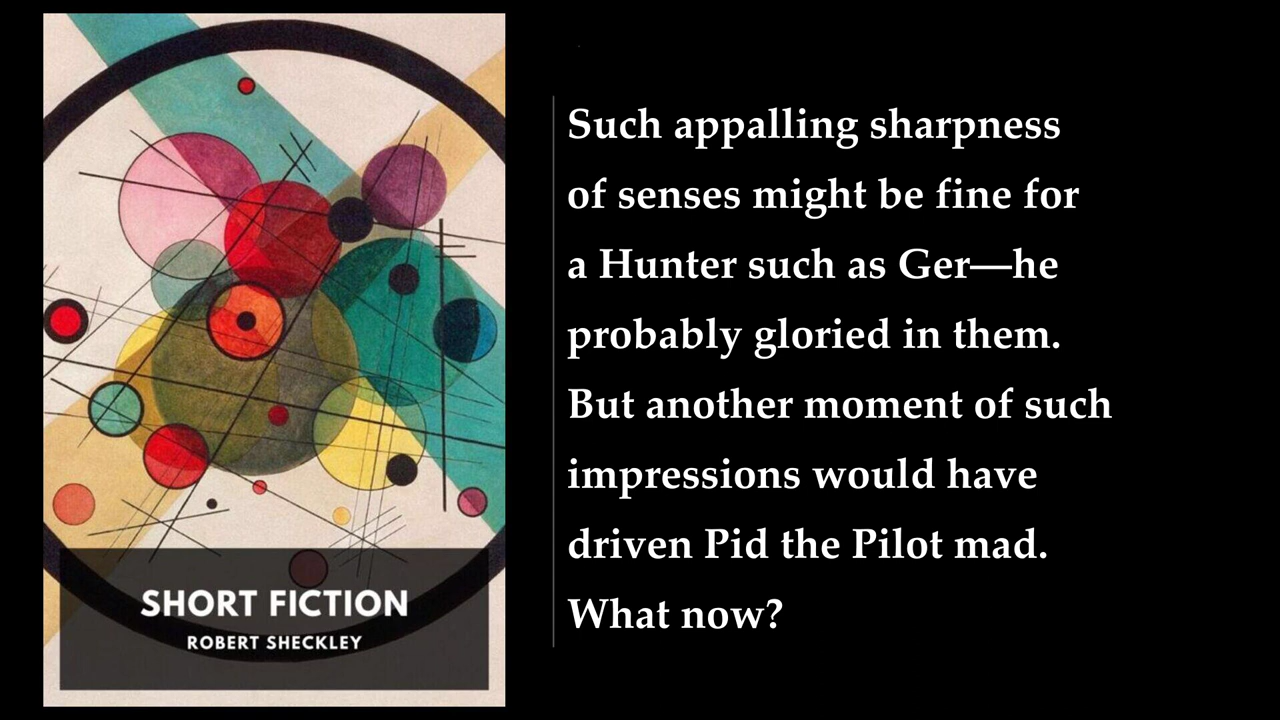 SHORT FICTION
ROBERT SHECKLEY
Such appalling sharpness
of senses might be fine for
a Hunter such as Ger—he
probably gloried in them.
But another moment of such
impressions would have
driven Pid the Pilot mad.
What now?